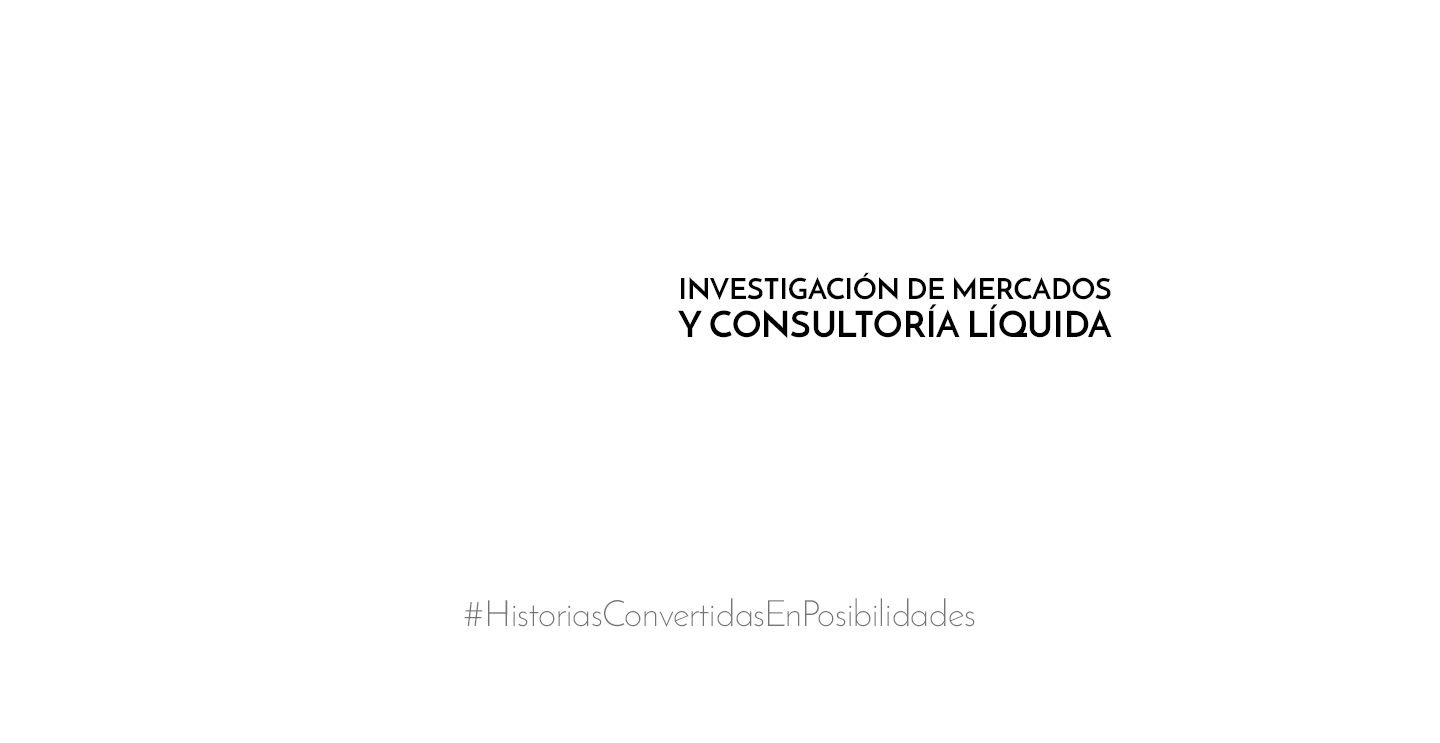 INVESTIGACIÓN DE MERCADOS
Y CONSULTORÍA LÍQUIDA
#HistoriasConvertidasEnPosibilidades